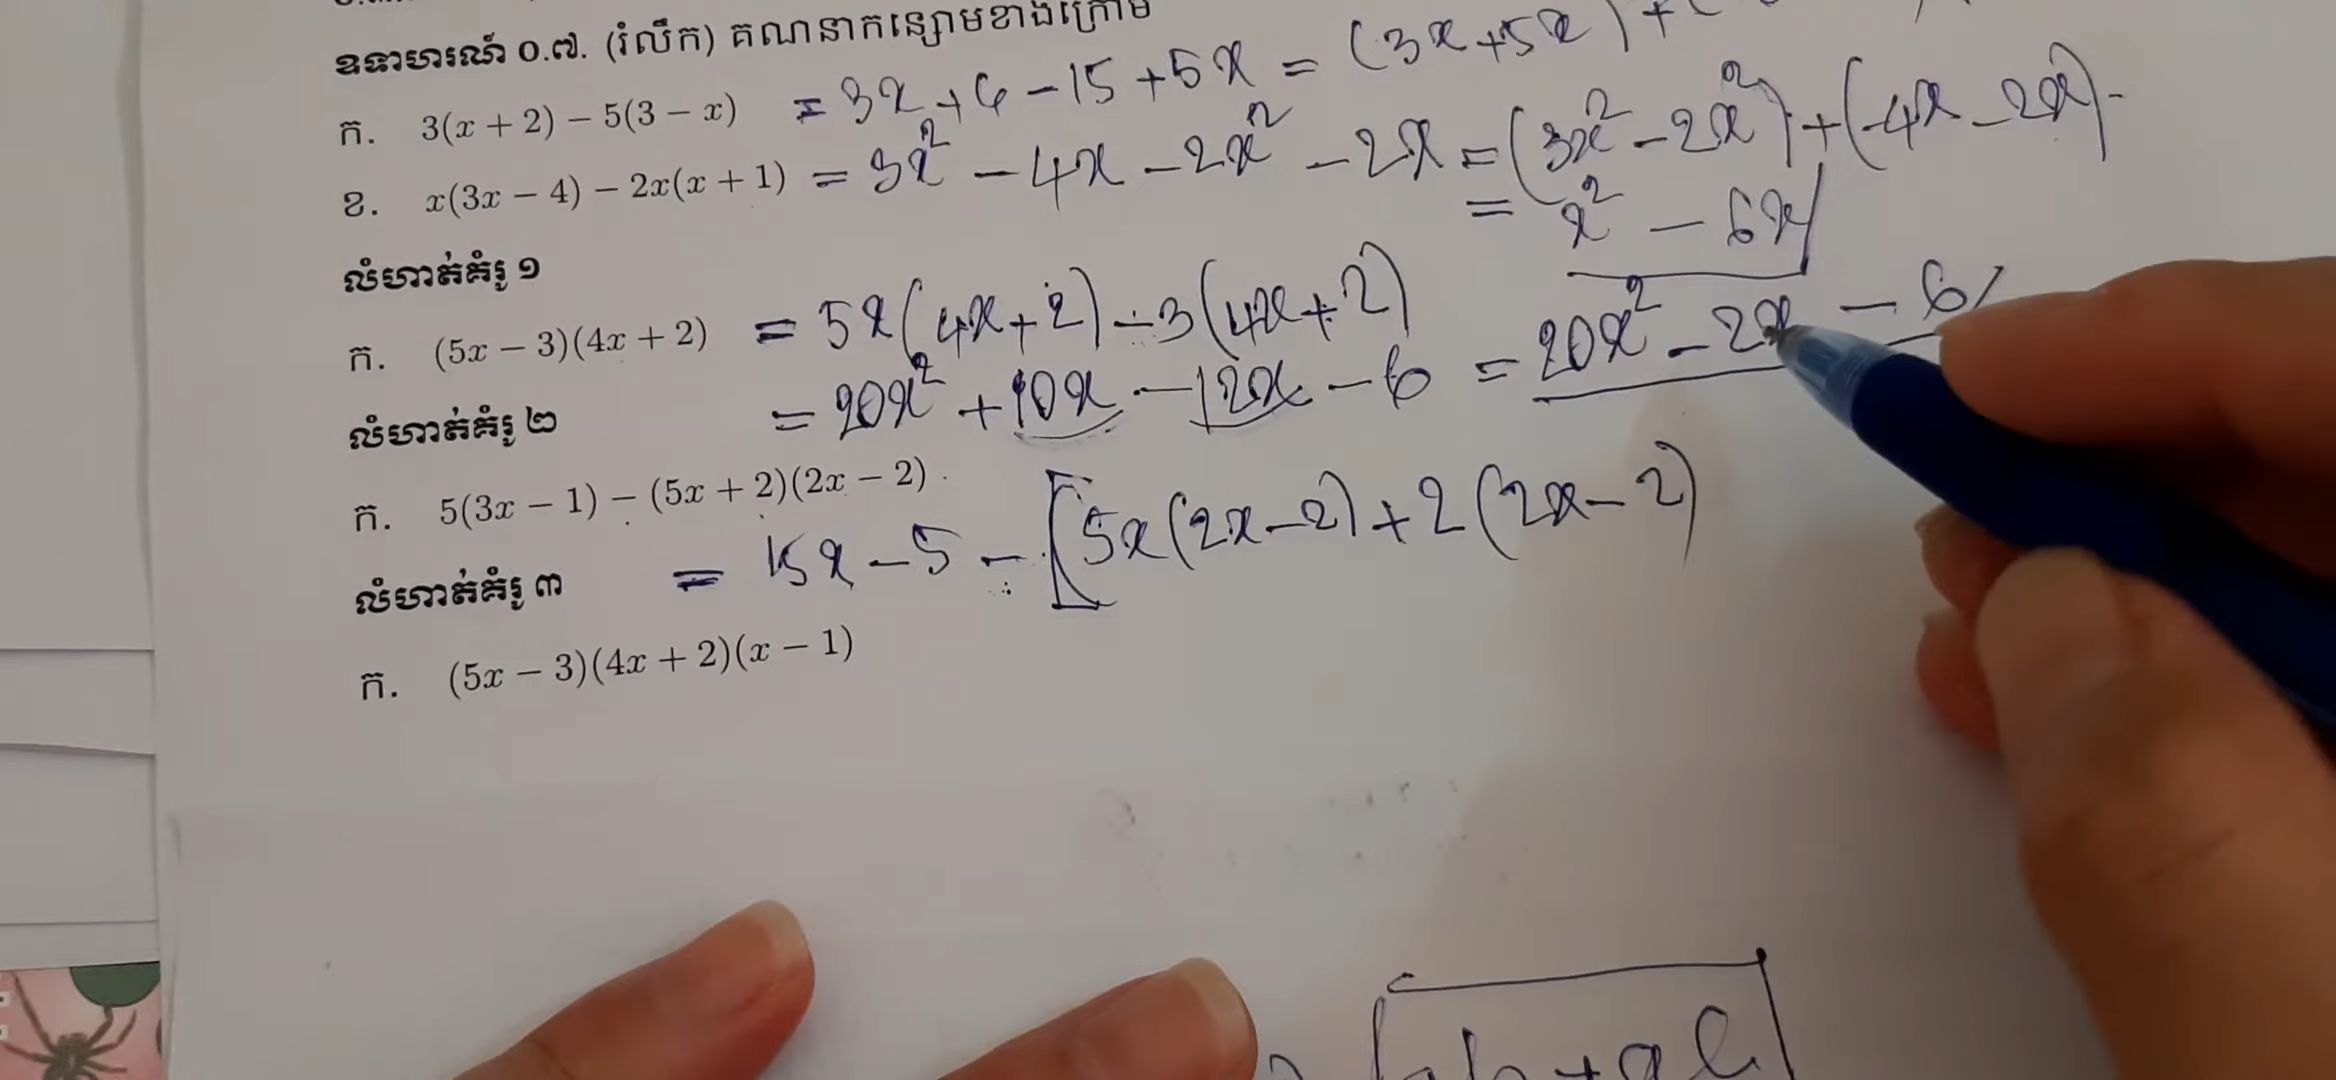 ឧទាហរណ៍ ០.៧. (រំលឹក) គណនាកន្សោមខាងក្រោម
ក. 3(x + 2) − 5(3 − x) = 3x + 6 − 15 + 5x = (3x + 5x) + (
ខ. x(3x − 4) − 2x(x + 1) = 3x² − 4x − 2x² − 2x = (3x² − 2x²) + (−4x − 2x)
= x² − 6x
លំហាត់គំរូ ១
ក. (5x − 3)(4x + 2) = 5x(4x + 2) − 3(4x + 2)
= 20x² + 10x − 12x − 6 = 20x² − 2x − 6
លំហាត់គំរូ ២
ក. 5(3x − 1) − (5x + 2)(2x − 2)
= 15x − 5 − [5x(2x − 2) + 2(2x − 2)
លំហាត់គំរូ ៣
ក. (5x − 3)(4x + 2)(x − 1)